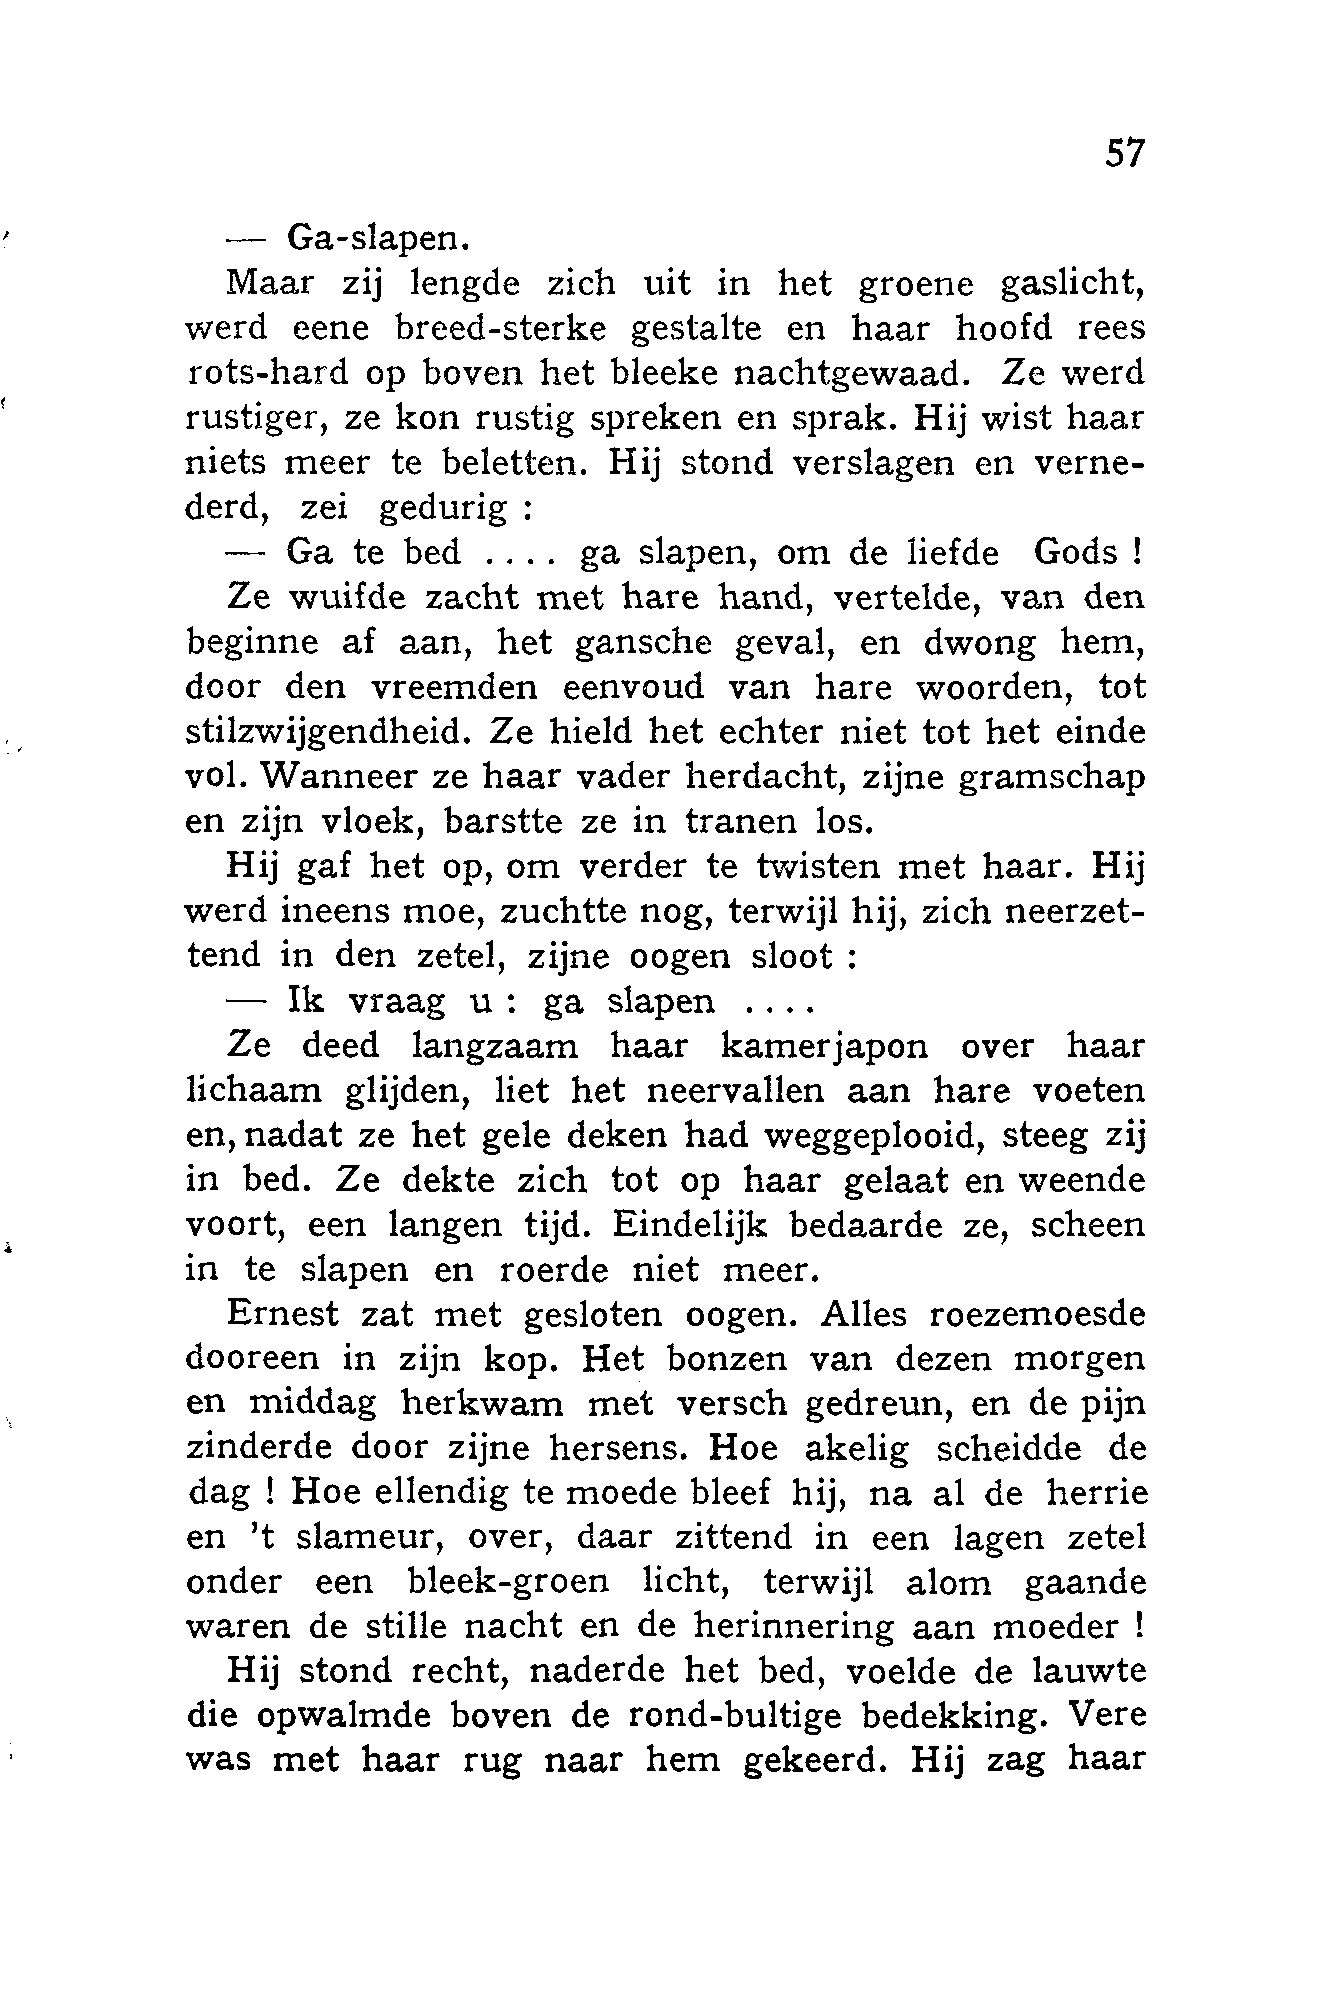 57
— Ga-slapen.
Maar zij lengde zich uit in het groene gaslicht,
werd eene breed-sterke gestalte en haar hoofd rees
rots-hard op boven het bleeke nachtgewaad. Ze werd
rustiger, ze kon rustig spreken en sprak. Hij wist haar
niets meer te beletten. Hij stond verslagen en verne-
derd, zei gedurig :
— Ga te bed .... ga slapen, om de liefde Gods !
Ze wuifde zacht met hare hand, vertelde, van den
beginne af aan, het gansche geval, en dwong hem,
door den vreemden eenvoud van hare woorden, tot
stilzwijgendheid. Ze hield het echter niet tot het einde
vol. Wanneer ze haar vader herdacht, zijne gramschap
en zijn vloek, barstte ze in tranen los.
Hij gaf het op, om verder te twisten met haar. Hij
werd ineens moe, zuchtte nog, terwijl hij, zich neerzet-
tend in den zetel, zijne oogen sloot :
— Ik vraag u : ga slapen ....
Ze deed langzaam haar kamerjapon over haar
lichaam glijden, liet het neervallen aan hare voeten
en, nadat ze het gele deken had weggeplooid, steeg zij
in bed. Ze dekte zich tot op haar gelaat en weende
voort, een langen tijd. Eindelijk bedaarde ze, scheen
in te slapen en roerde niet meer.
Ernest zat met gesloten oogen. Alles roezemoesde
dooreen in zijn kop. Het bonzen van dezen morgen
en middag herkwam met versch gedreun, en de pijn
zinderde door zijne hersens. Hoe akelig scheidde de
dag ! Hoe ellendig te moede bleef hij, na al de herrie
en 't slameur, over, daar zittend in een lagen zetel
onder een bleek-groen licht, terwijl alom gaande
waren de stille nacht en de herinnering aan moeder !
Hij stond recht, naderde het bed, voelde de lauwte
die opwalmde boven de rond-bultige bedekking. Vere
was met haar rug naar hem gekeerd. Hij zag haar